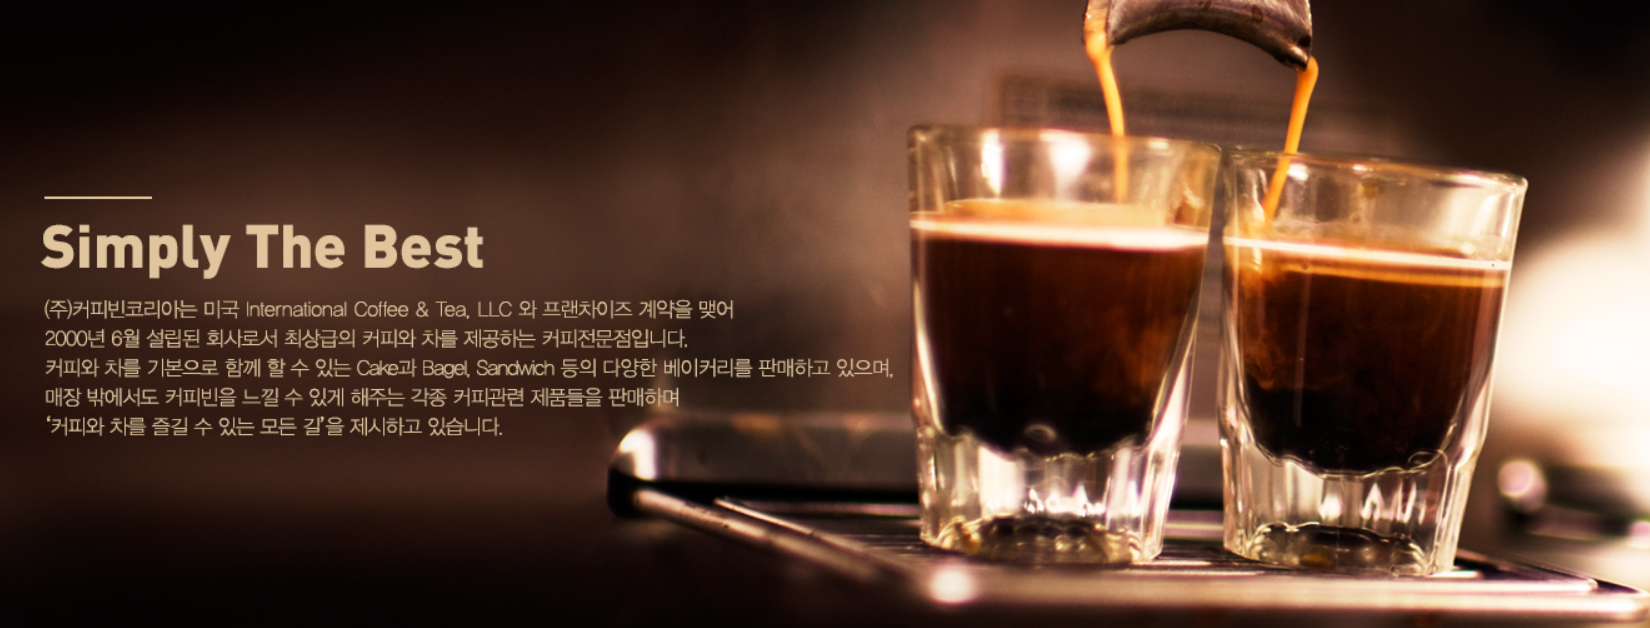 Simply The Best
(주)커피빈코리아는 미국 International Coffee & Tea, LLC 와 프랜차이즈 계약을 맺어
2000년 6월 설립된 회사로서 최상급의 커피와 차를 제공하는 커피전문점입니다.
커피와 차를 기본으로 함께 할 수 있는 Cake과 Bagel, Sandwich 등의 다양한 베이커리를 판매하고 있으며,
매장 밖에서도 커피빈을 느낄 수 있게 해주는 각종 커피관련 제품들을 판매하며
‘커피와 차를 즐길 수 있는 모든 길’을 제시하고 있습니다.